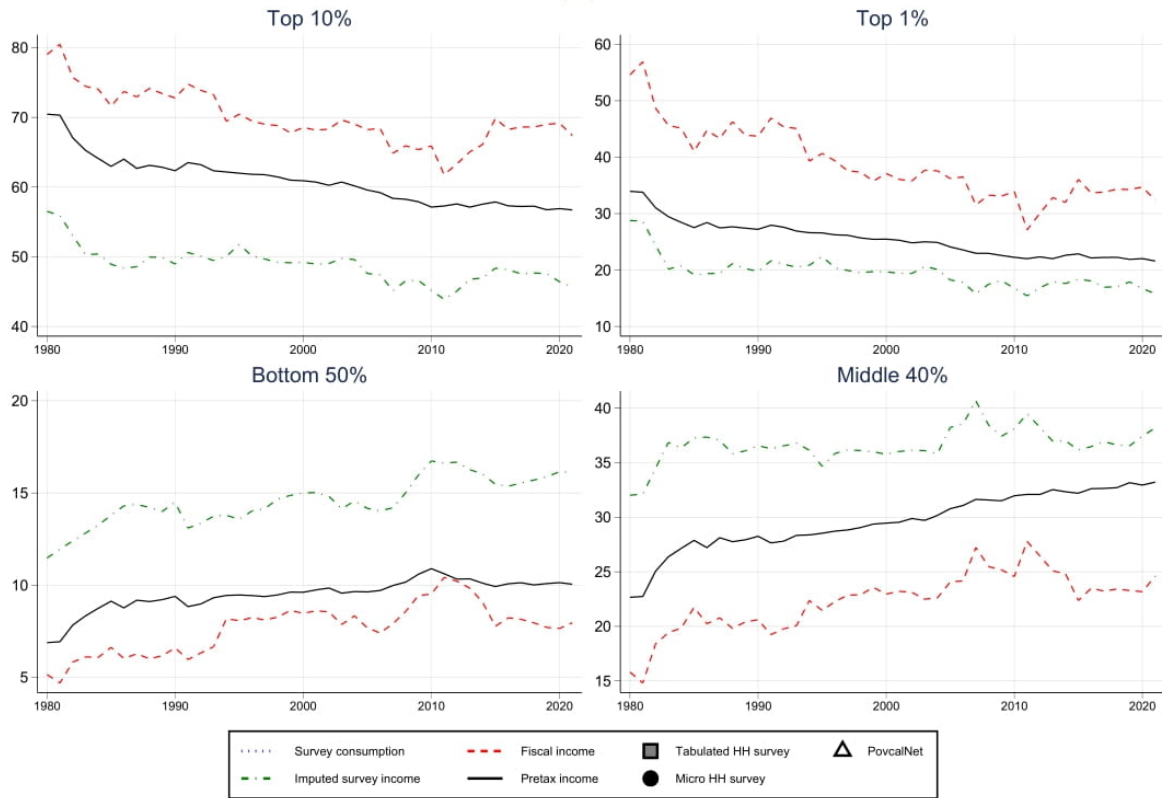 Top 10%
Top 1%
80
70
60
50
40
60
50
40
30
20
10
1980 1990 2000 2010 2020
1980 1990 2000 2010 2020
Bottom 50%
Middle 40%
20
15
10
5
40
35
30
25
20
15
1980 1990 2000 2010 2020
1980 1990 2000 2010 2020
Survey consumption Fiscal income Tabulated HH survey PovcalNet
Imputed survey income Pretax income Micro HH survey